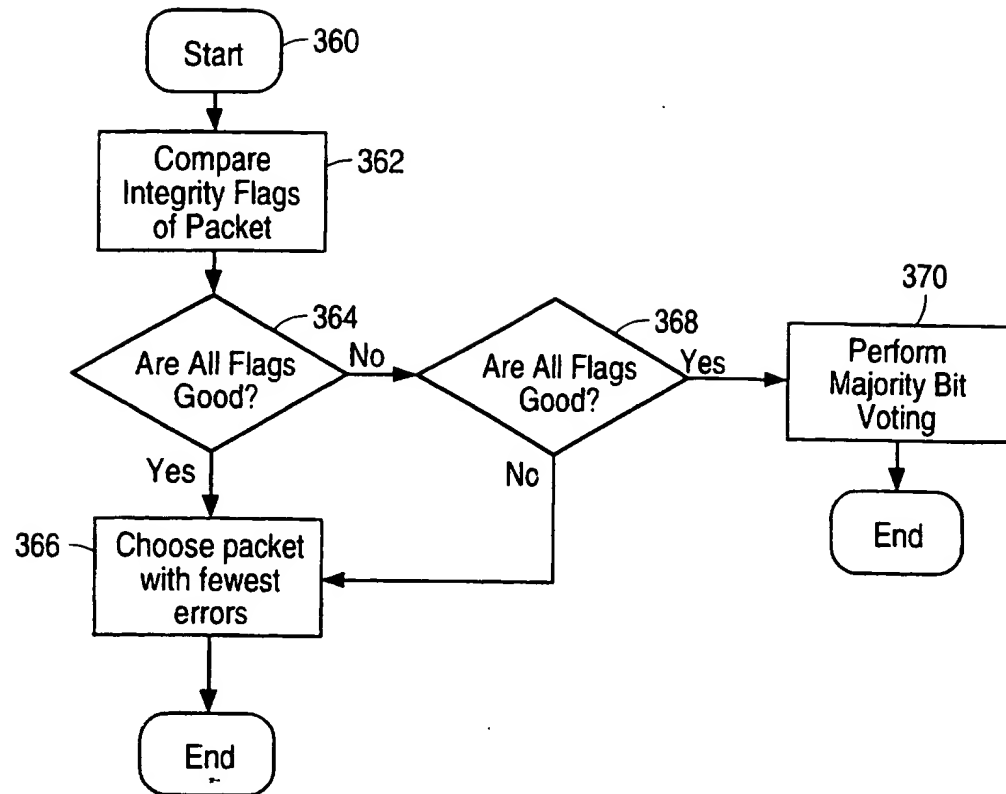 Start
360
Compare
Integrity Flags
of Packet
362
Are All Flags
Good?
364
No
Yes
Are All Flags
Good?
368
Yes
No
370
Perform
Majority Bit
Voting
End
366
Choose packet
with fewest
errors
End